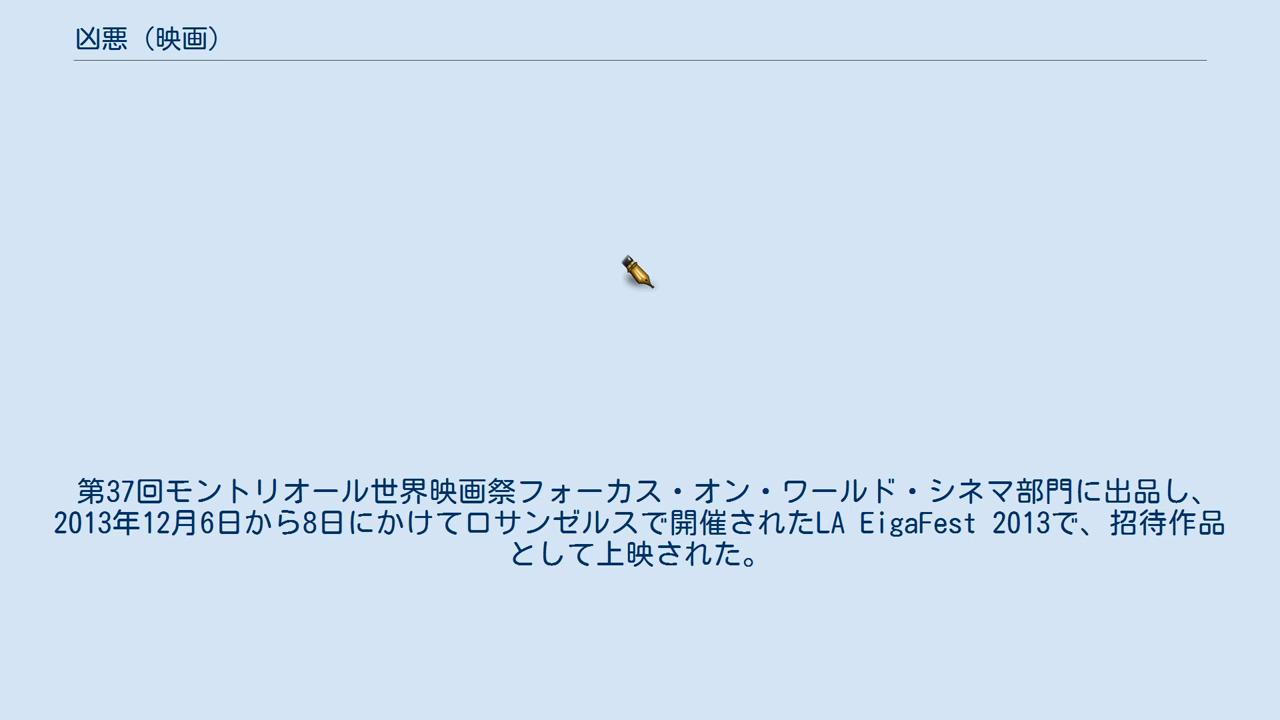 凶悪（映画）
第37回モントリオール世界映画祭フォーカス・オン・ワールド・シネマ部門に出品し、
2013年12月6日から8日にかけてロサンゼルスで開催されたLA EigaFest 2013で、招待作品
として上映された。